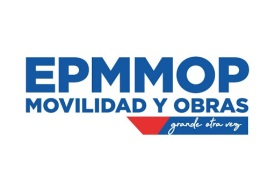 EPMMOP
MOVILIDAD Y OBRAS
grande otra vez